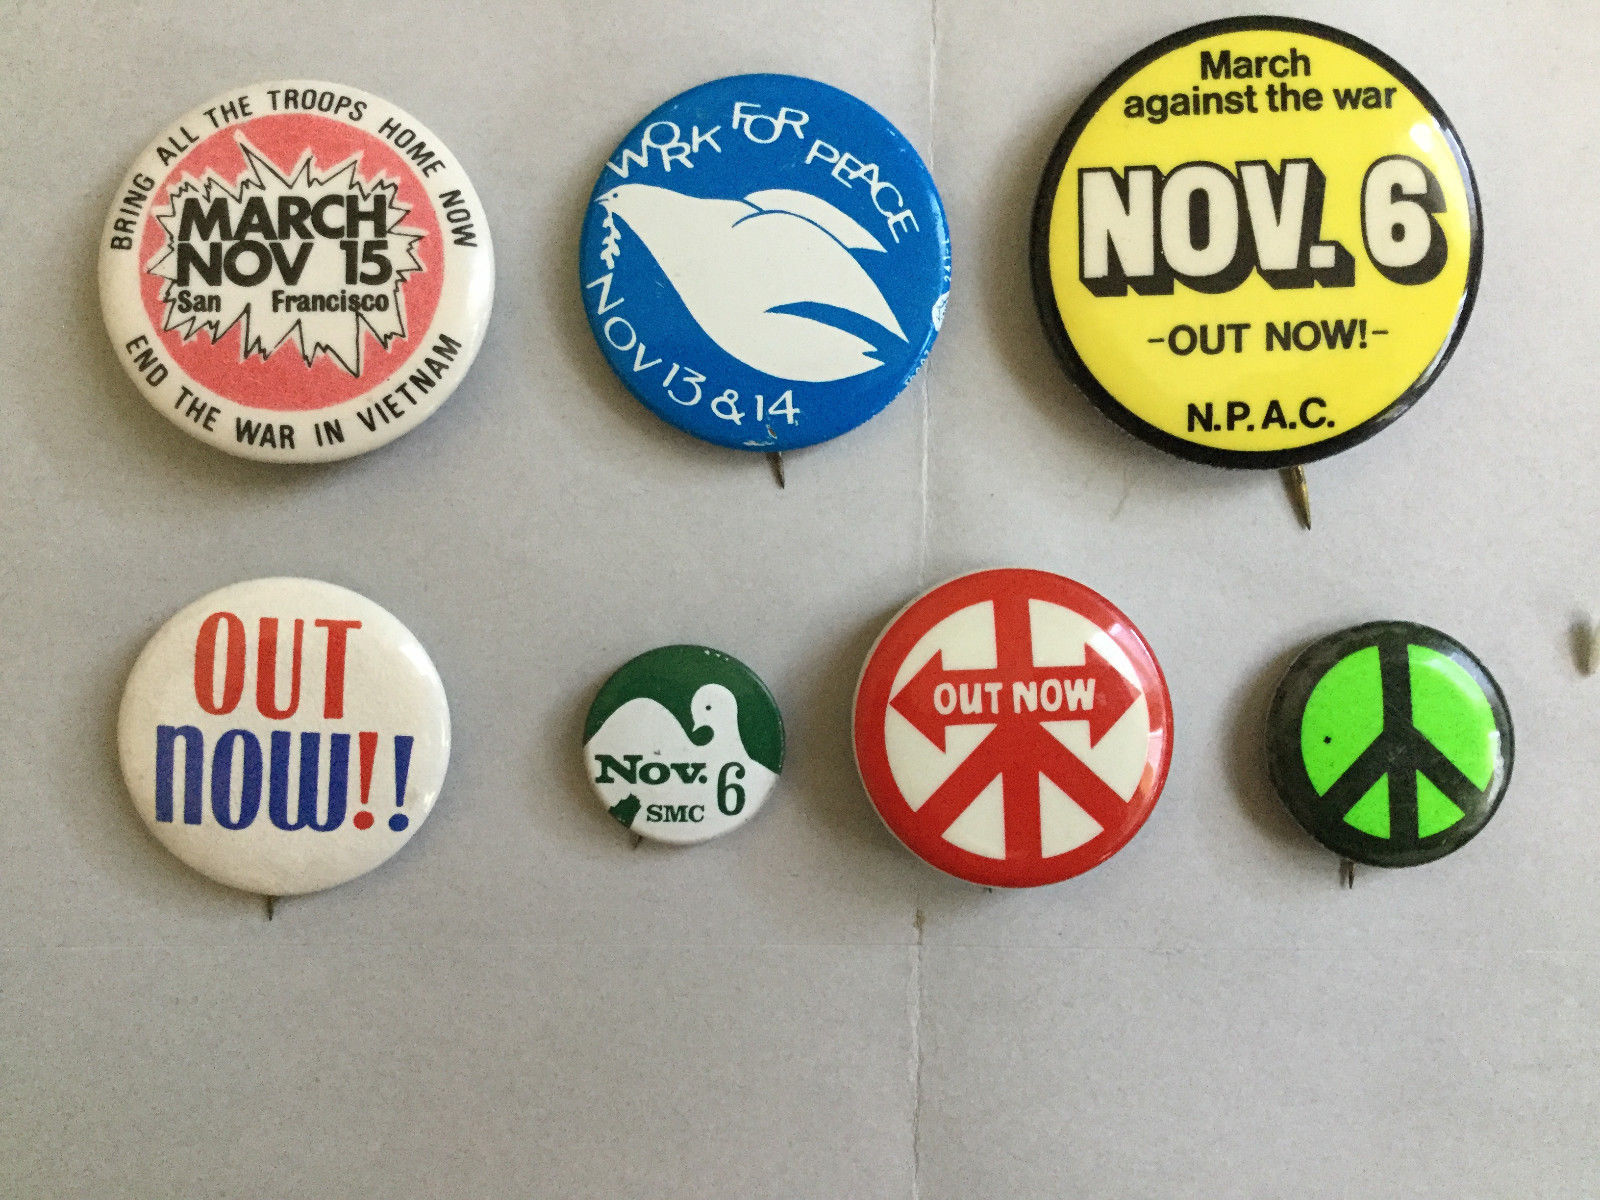 BRING ALL THE TROOPS HOME NOW
MARCH
NOV 15
San Francisco
END THE WAR IN VIETNAM
WORK FOR PEACE
NOV 13 & 14
March
against the war
NOV. 6
-OUT NOW!-
N.P.A.C.
OUT
NOW!!
Nov. 6
SMC
OUT NOW